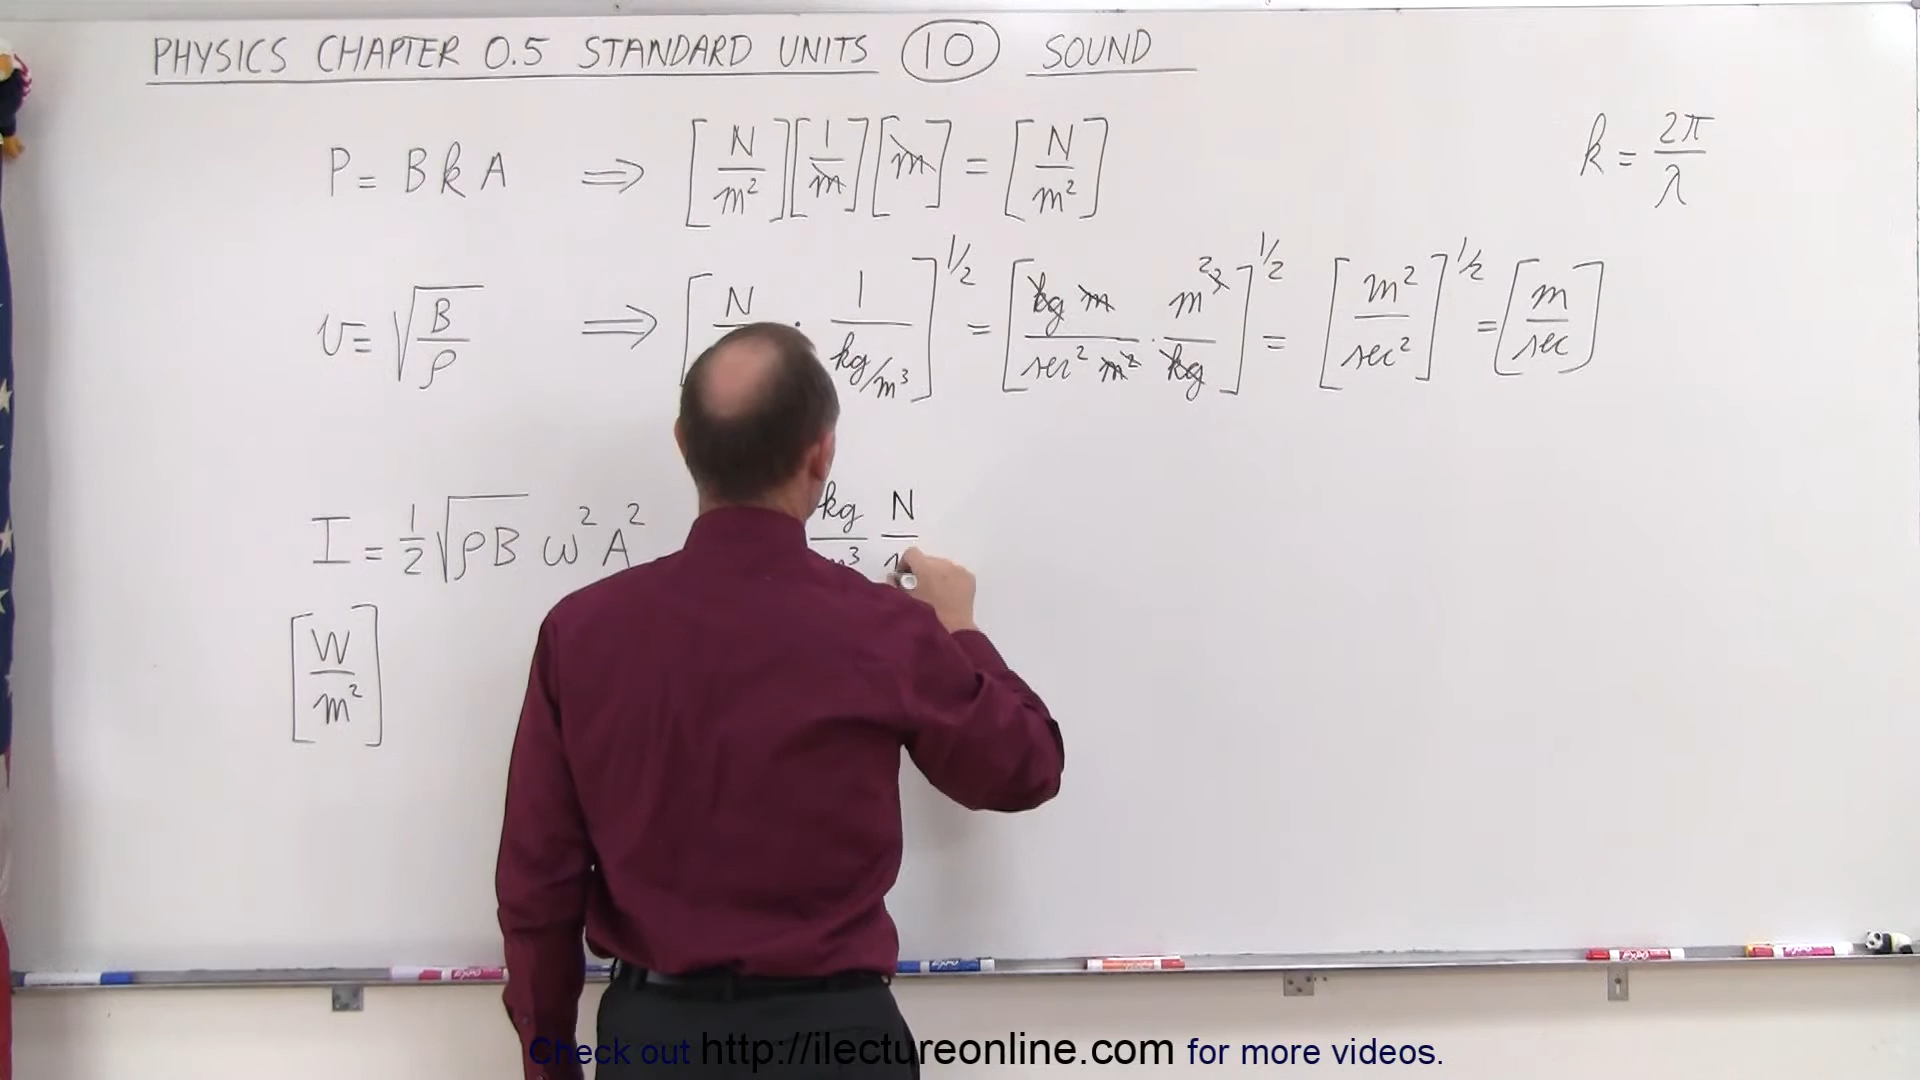 PHYSICS CHAPTER 0.5 STANDARD UNITS 10 SOUND
P = B k A ⇒ [N/m²][1/m][m] = [N/m²]
k = 2π/λ
v = √(B/ρ) ⇒ [N · 1/(kg/m³)]^1/2 = [kg m/(sec² m²) · m³ ²/kg]^1/2 = [m²/sec²]^1/2 = [m/sec]
I = 1/2 √(ρB) ω² A² kg/m³ N
[W/m²]
Check out http://ilectureonline.com for more videos.